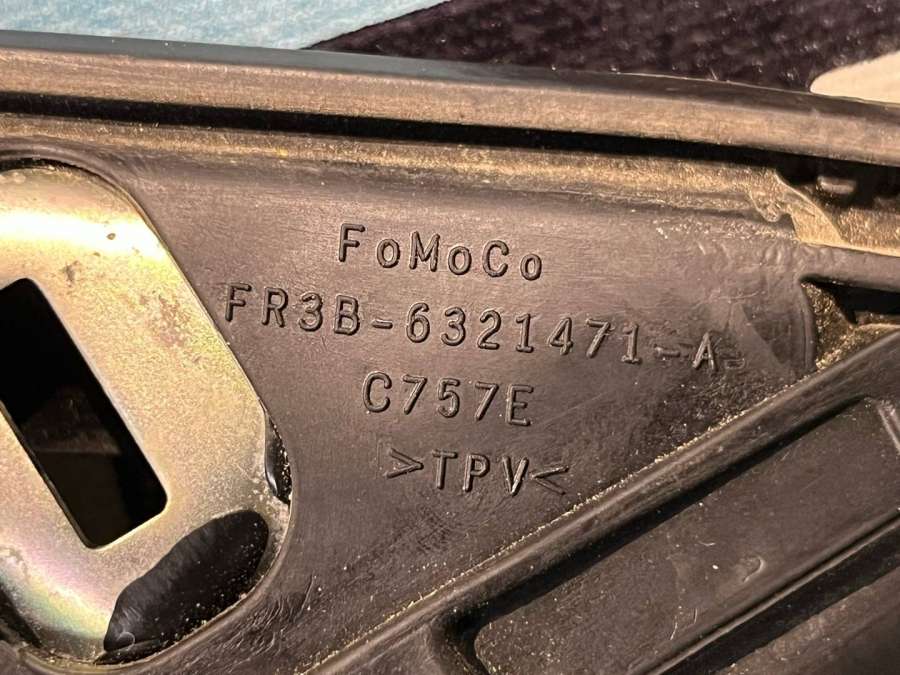 FoMoCo
FR3B-6321471-A
C757E
>TPV<